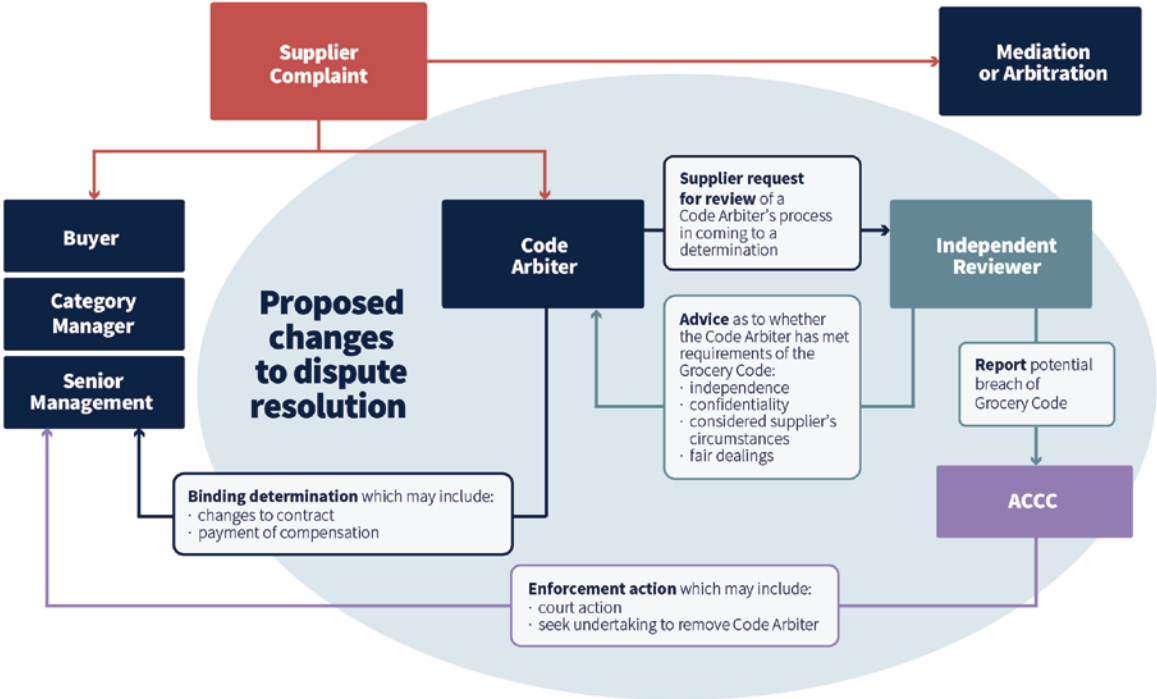 Supplier
Complaint
Mediation
or Arbitration
Buyer
Category
Manager
Senior
Management
Proposed
changes
to dispute
resolution
Code
Arbiter
Supplier request
for review of a
Code Arbiter's process
in coming to a
determination
Independent
Reviewer
Advice as to whether
the Code Arbiter has met
requirements of the
Grocery Code:
· independence
· confidentiality
· considered supplier's
circumstances
· fair dealings
Report potential
breach of
Grocery Code
ACCC
Binding determination which may include:
· changes to contract
· payment of compensation
Enforcement action which may include:
· court action
· seek undertaking to remove Code Arbiter